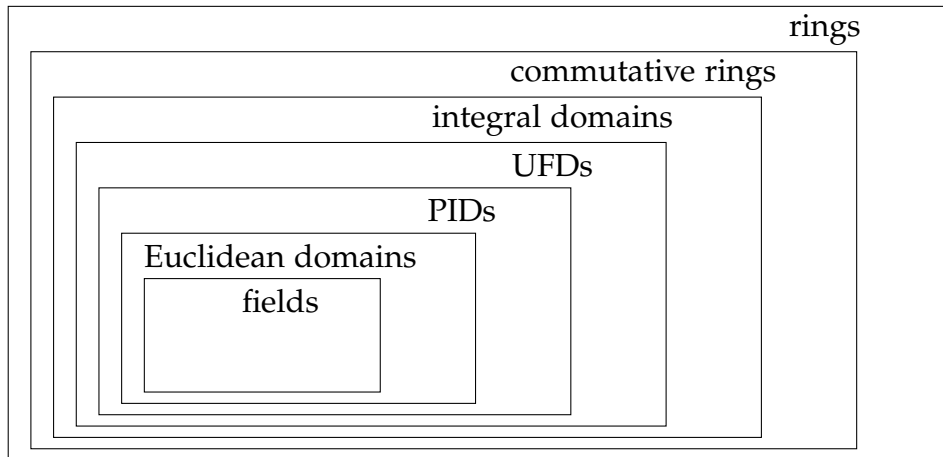 rings
commutative rings
integral domains
UFDs
PIDs
Euclidean domains
fields